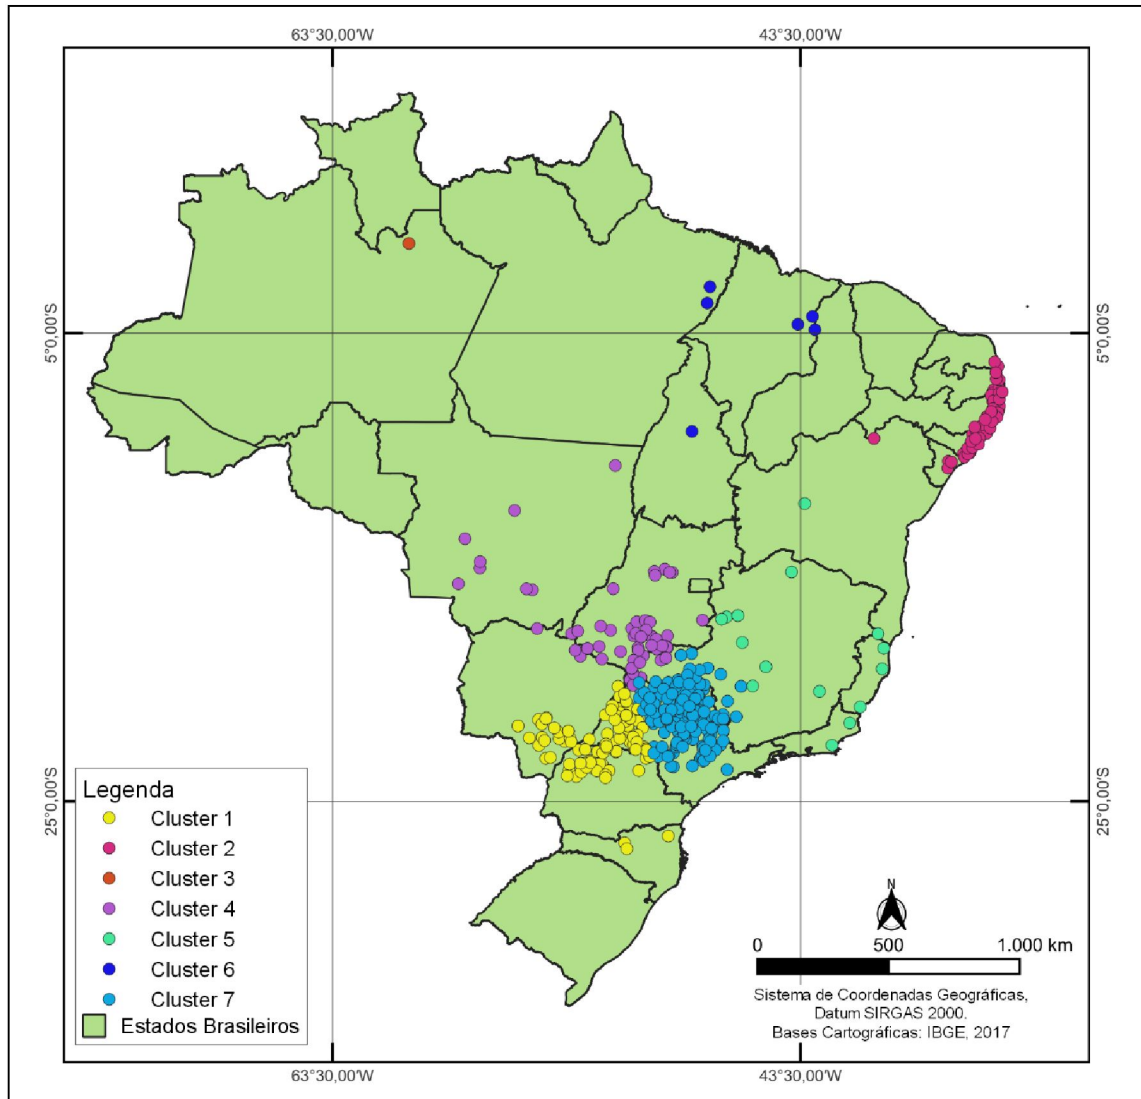 63°30,00'W 43°30,00'W
5°0,00'S 5°0,00'S
25°0,00'S 25°0,00'S
Legenda
Cluster 1
Cluster 2
Cluster 3
Cluster 4
Cluster 5
Cluster 6
Cluster 7
Estados Brasileiros
N
0 500 1.000 km
Sistema de Coordenadas Geográficas,
Datum SIRGAS 2000.
Bases Cartográficas: IBGE, 2017
63°30,00'W 43°30,00'W